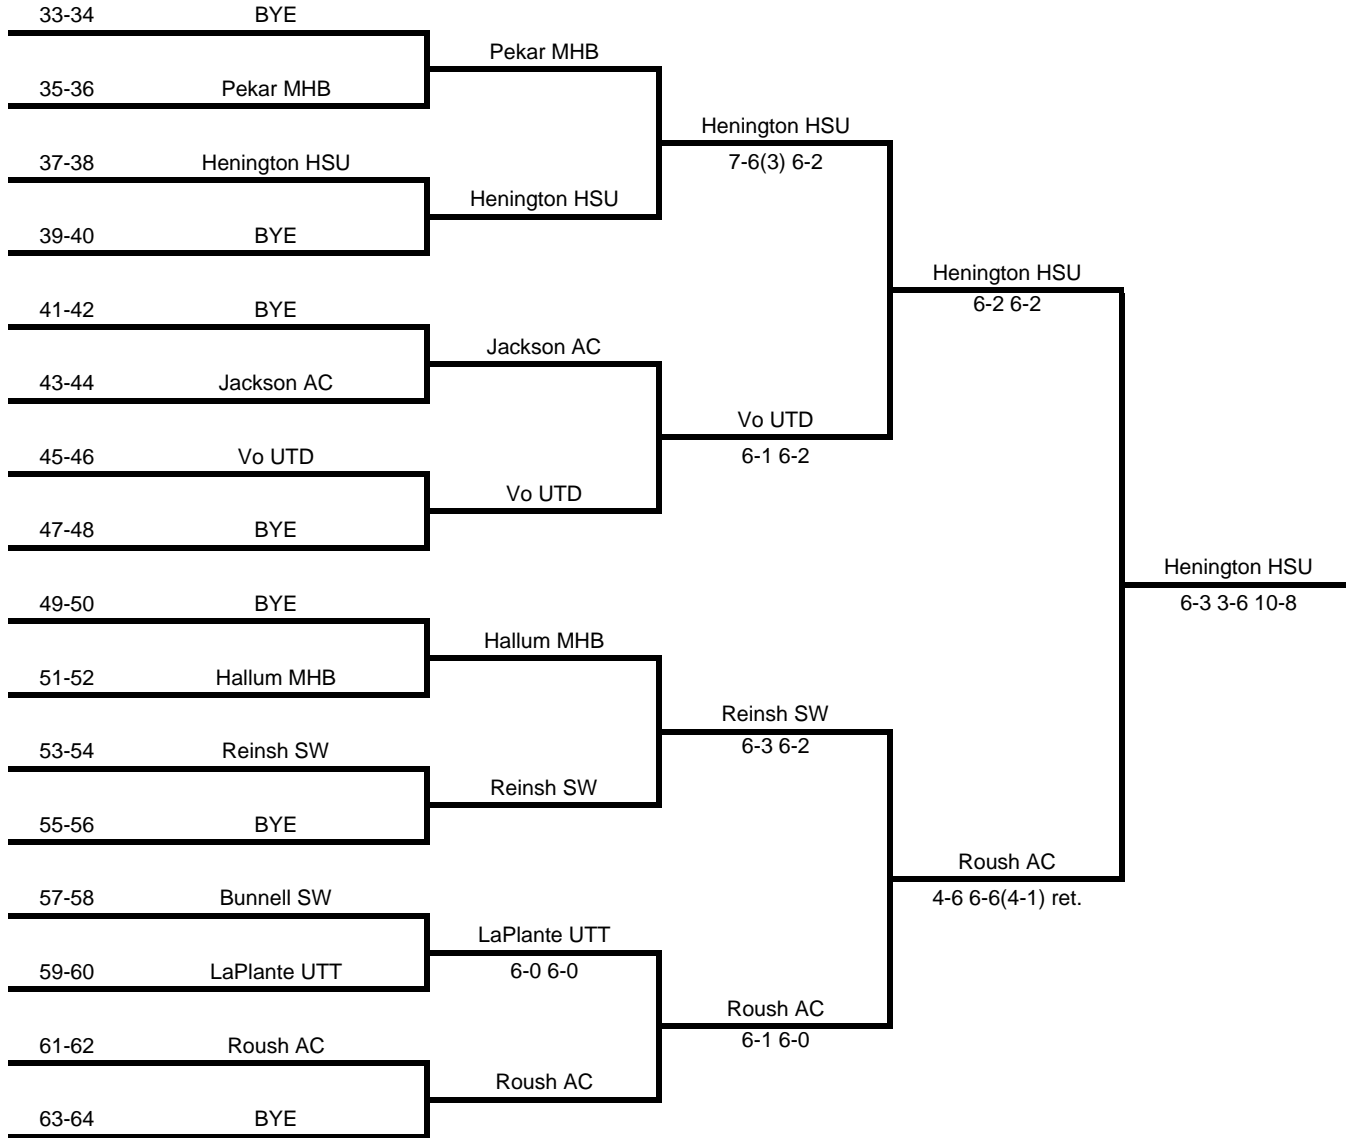 33-34 BYE
Pekar MHB
35-36 Pekar MHB
Henington HSU
7-6(3) 6-2
37-38 Henington HSU
Henington HSU
39-40 BYE
Henington HSU
6-2 6-2
41-42 BYE
Jackson AC
43-44 Jackson AC
Vo UTD
6-1 6-2
45-46 Vo UTD
Vo UTD
47-48 BYE
Henington HSU
6-3 3-6 10-8
49-50 BYE
Hallum MHB
51-52 Hallum MHB
Reinsh SW
6-3 6-2
53-54 Reinsh SW
Reinsh SW
55-56 BYE
Roush AC
4-6 6-6(4-1) ret.
57-58 Bunnell SW
LaPlante UTT
6-0 6-0
59-60 LaPlante UTT
Roush AC
6-1 6-0
61-62 Roush AC
Roush AC
63-64 BYE